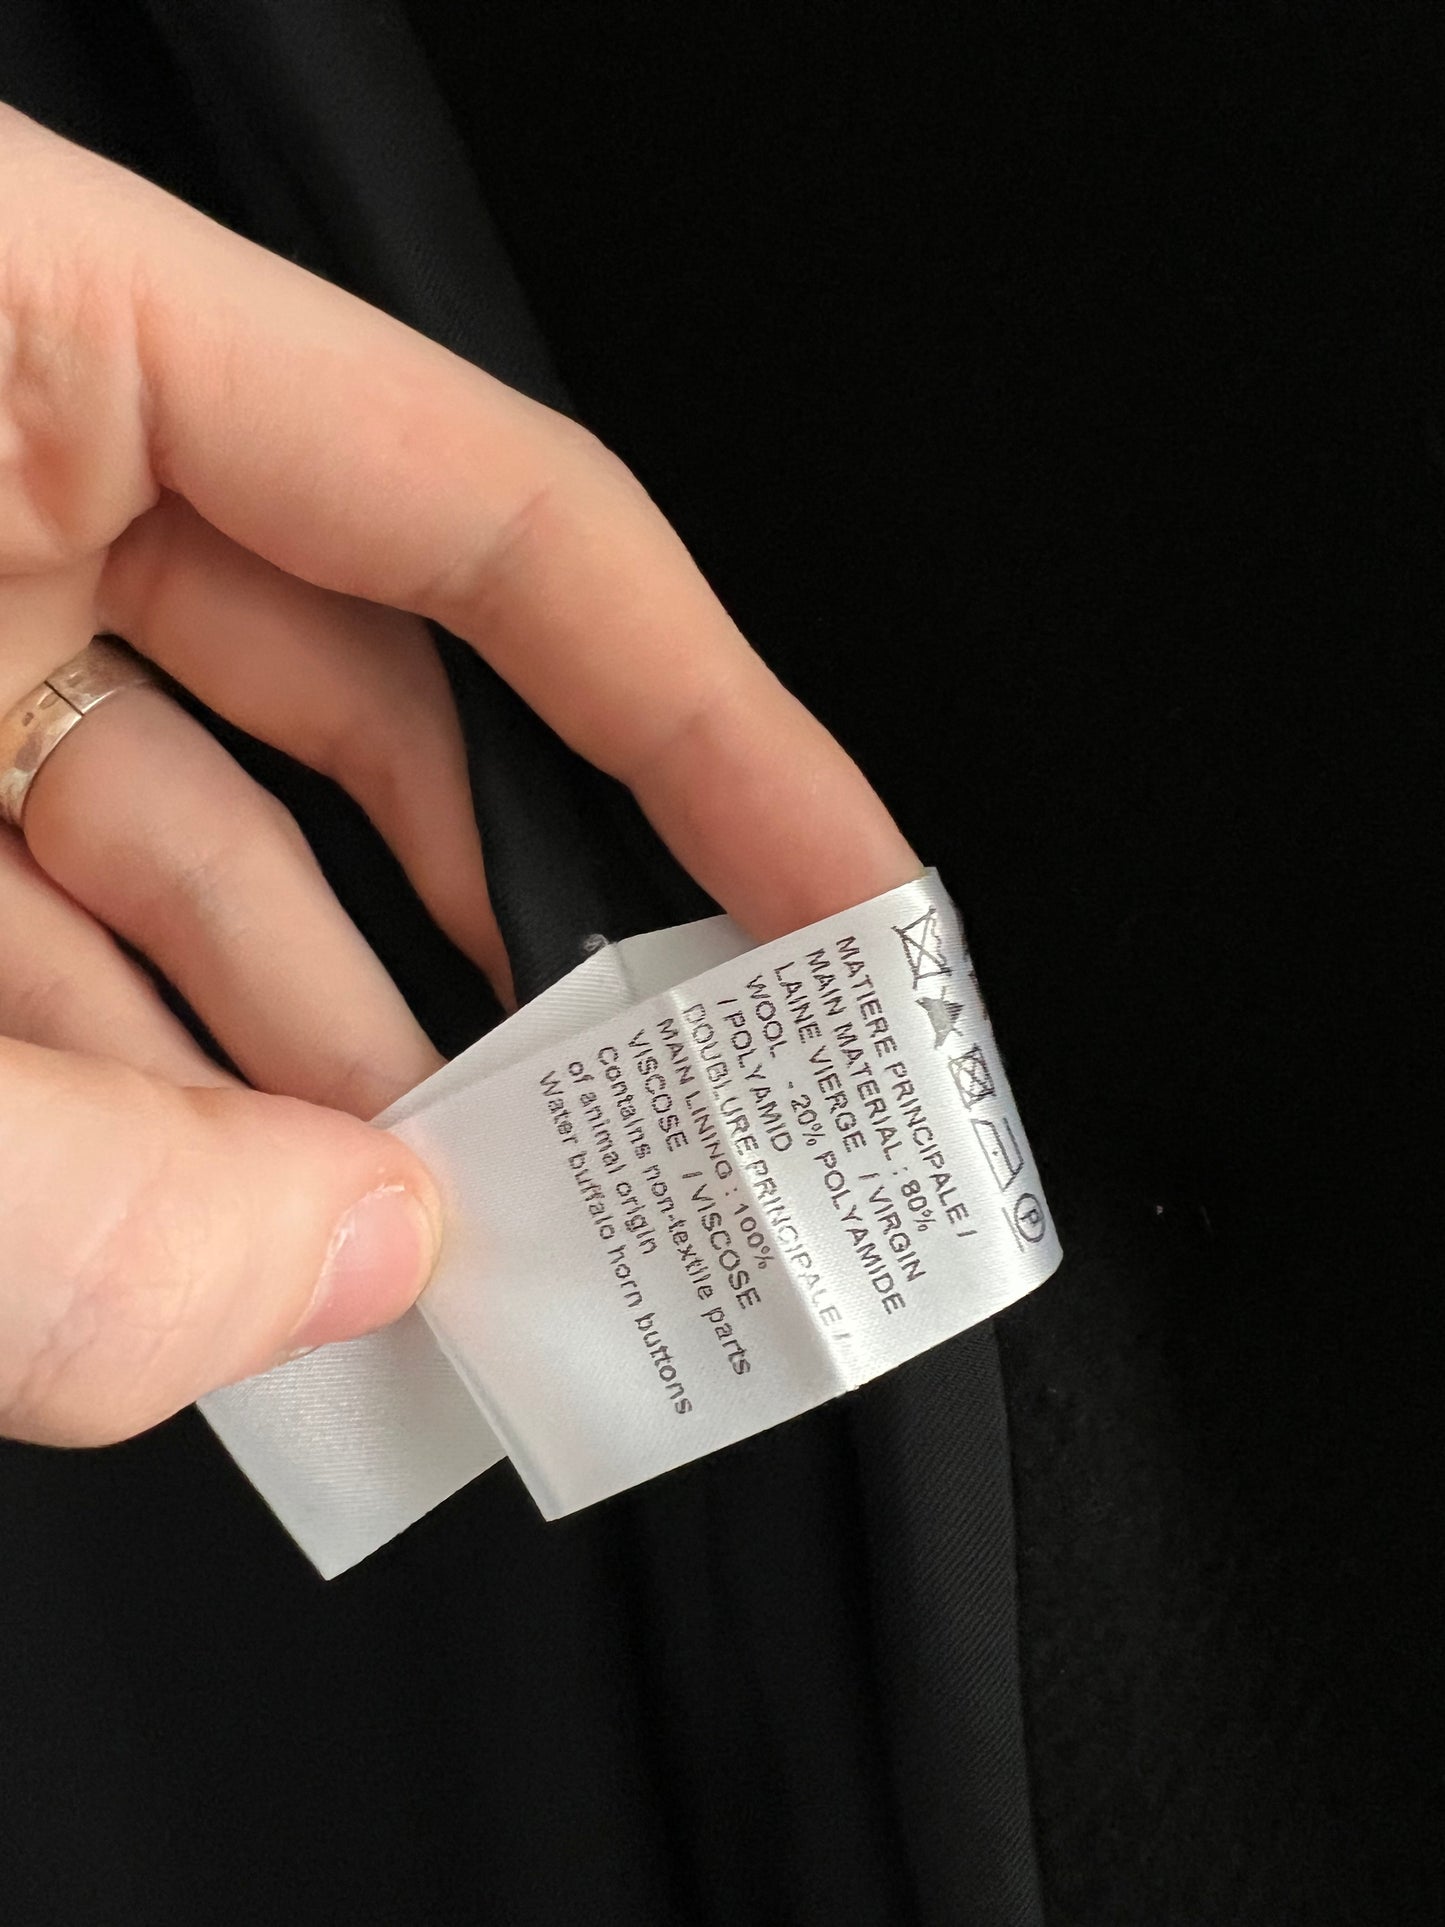 P
MATIERE PRINCIPALE /
MAIN MATERIAL : 80%
LAINE VIERGE / VIRGIN
WOOL - 20% POLYAMIDE
/ POLYAMID
DOUBLURE PRINCIPALE /
MAIN LINING : 100%
VISCOSE / VISCOSE
Contains non-textile parts
of animal origin
Water buffalo horn buttons